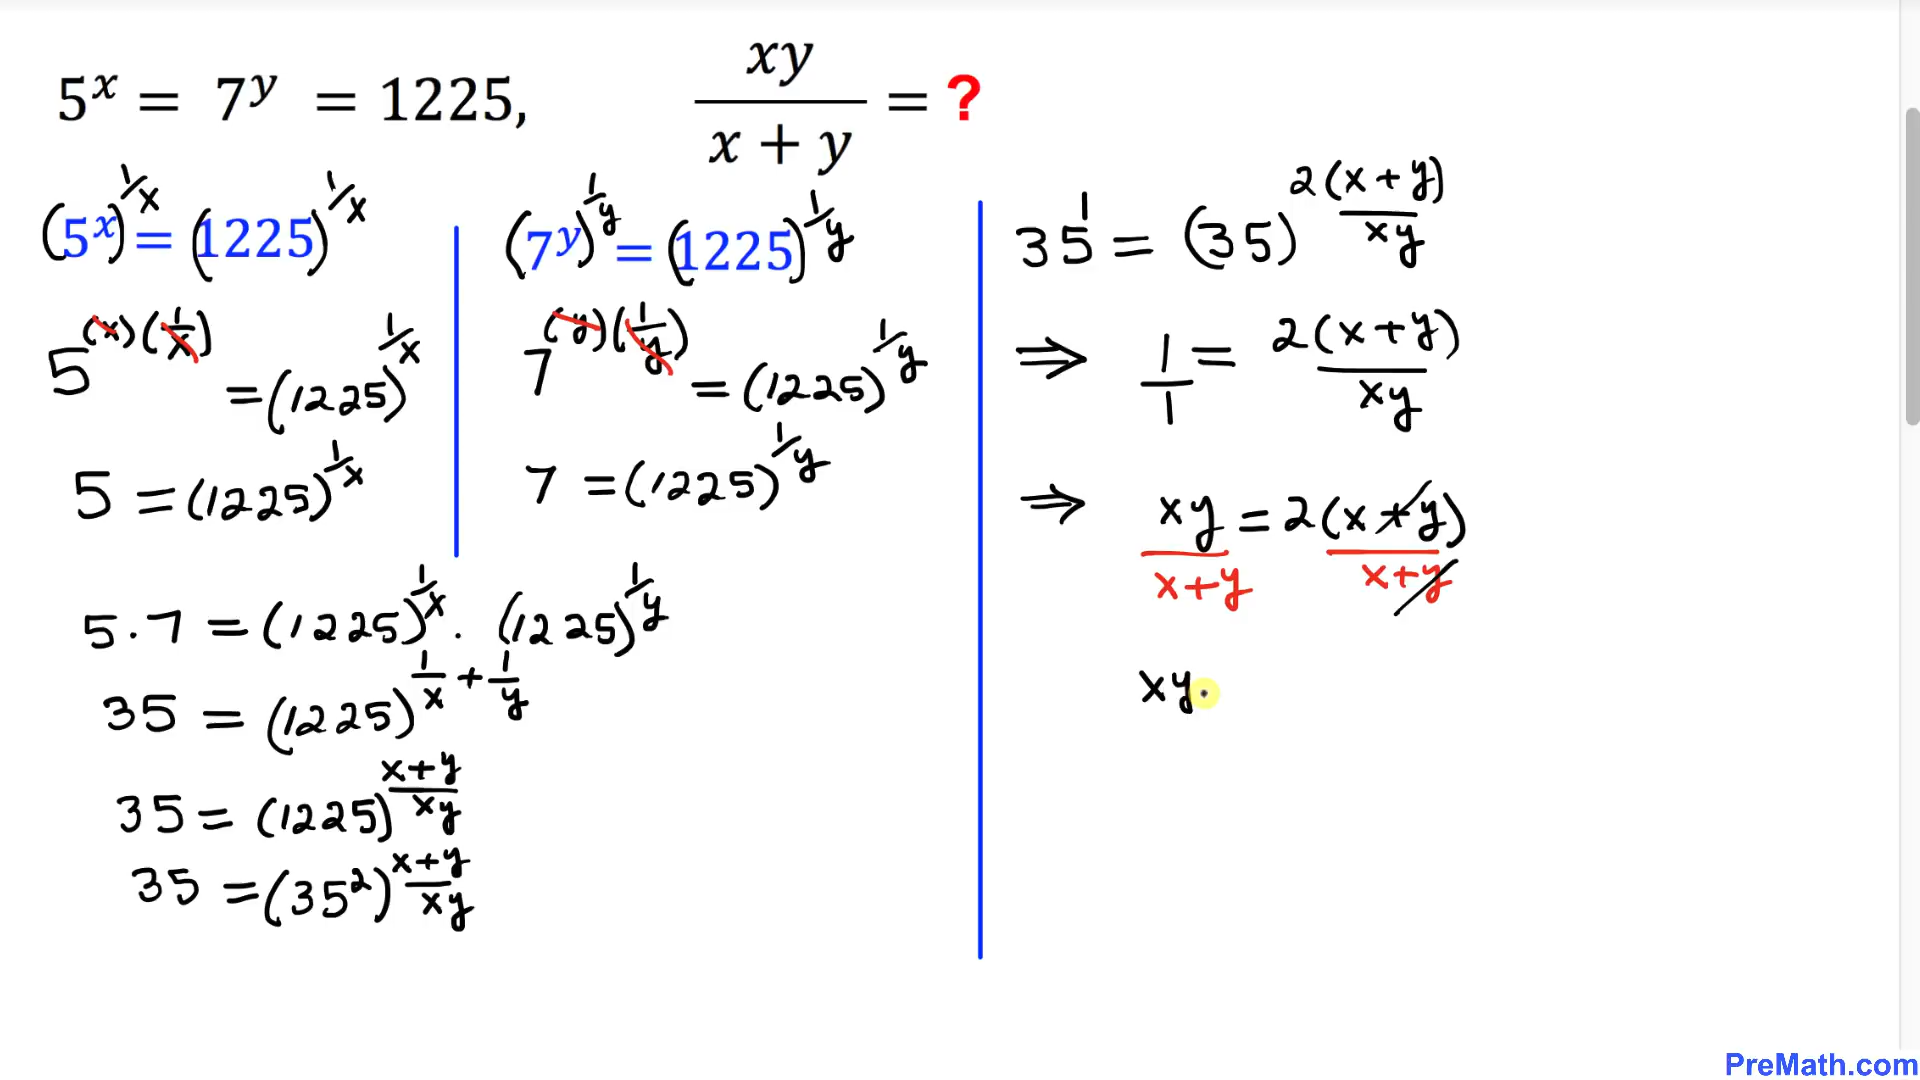 5^x = 7^y = 1225, xy/(x + y) = ?
(5^x)^(1/x) = (1225)^(1/x)
5^((x)(1/x)) = (1225)^(1/x)
5 = (1225)^(1/x)
(7^y)^(1/y) = (1225)^(1/y)
7^((y)(1/y)) = (1225)^(1/y)
7 = (1225)^(1/y)
5·7 = (1225)^(1/x) · (1225)^(1/y)
35 = (1225)^(1/x + 1/y)
35 = (1225)^((x+y)/xy)
35 = (35^2)^((x+y)/xy)
35^1 = (35)^(2(x+y)/xy)
⇒ 1/1 = 2(x+y)/xy
⇒ xy/(x+y) = 2(x+y)/(x+y)
xy
PreMath.com